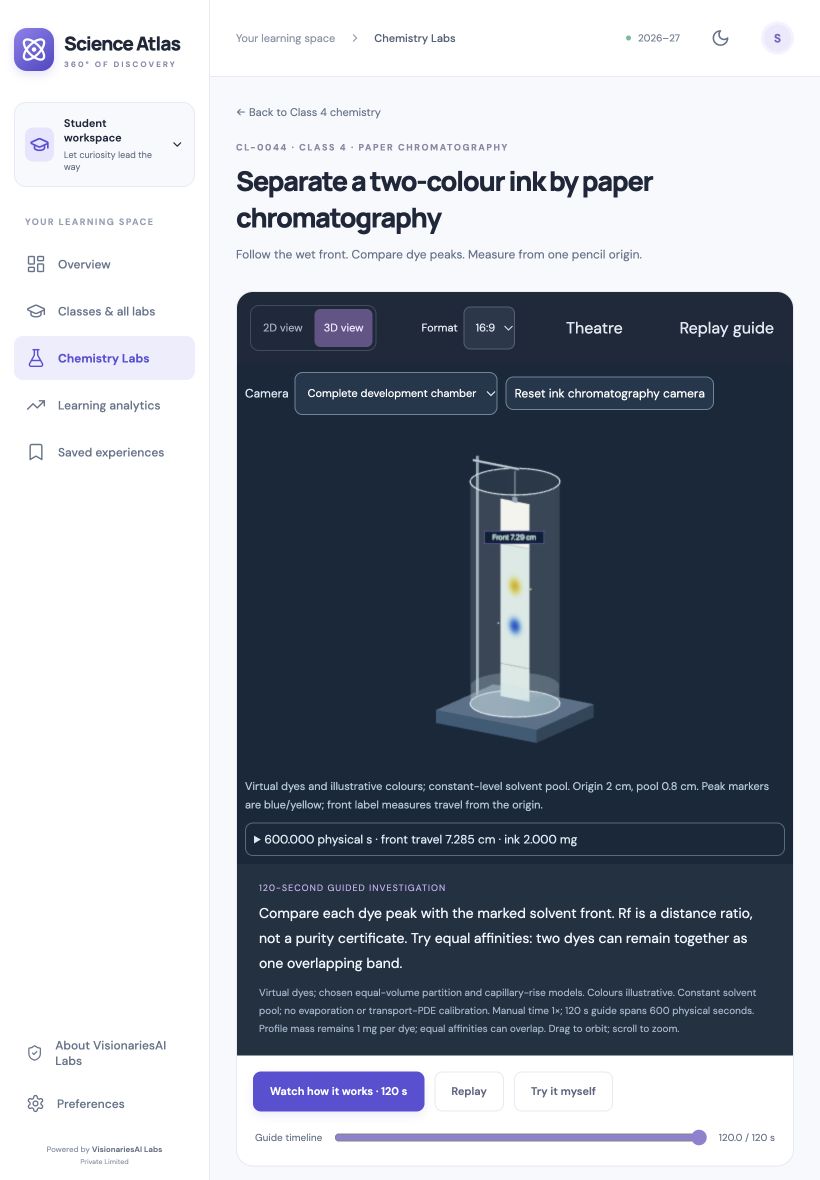 Science Atlas
360° OF DISCOVERY
Student
workspace
Let curiosity lead the
way
YOUR LEARNING SPACE
Overview
Classes & all labs
Chemistry Labs
Learning analytics
Saved experiences
About VisionariesAI
Labs
Preferences
Powered by VisionariesAI Labs
Private Limited
Your learning space > Chemistry Labs
2026–27
S
← Back to Class 4 chemistry
CL-0044 · CLASS 4 · PAPER CHROMATOGRAPHY
Separate a two-colour ink by paper
chromatography
Follow the wet front. Compare dye peaks. Measure from one pencil origin.
2D view 3D view Format 16:9 Theatre Replay guide
Camera Complete development chamber Reset ink chromatography camera
Front 7.29 cm
Virtual dyes and illustrative colours; constant-level solvent pool. Origin 2 cm, pool 0.8 cm. Peak markers
are blue/yellow; front label measures travel from the origin.
▶ 600.000 physical s · front travel 7.285 cm · ink 2.000 mg
120-SECOND GUIDED INVESTIGATION
Compare each dye peak with the marked solvent front. Rf is a distance ratio,
not a purity certificate. Try equal affinities: two dyes can remain together as
one overlapping band.
Virtual dyes; chosen equal-volume partition and capillary-rise models. Colours illustrative. Constant solvent
pool; no evaporation or transport-PDE calibration. Manual time 1×; 120 s guide spans 600 physical seconds.
Profile mass remains 1 mg per dye; equal affinities can overlap. Drag to orbit; scroll to zoom.
Watch how it works · 120 s Replay Try it myself
Guide timeline 120.0 / 120 s